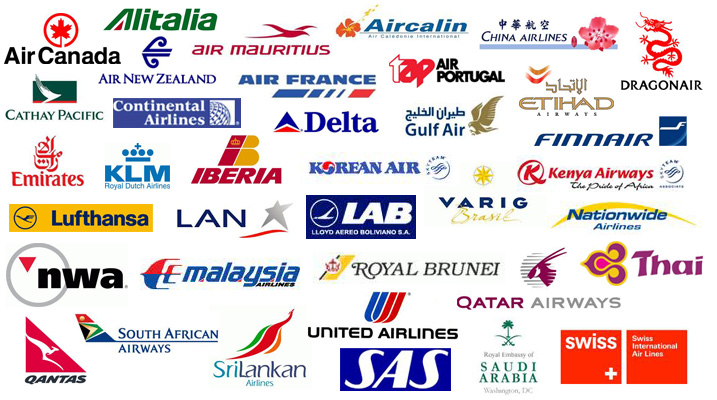 Air Canada
Alitalia
AIR NEW ZEALAND
AIR MAURITIUS
Aircalin
Air Calédonie International
中華航空
CHINA AIRLINES
DRAGONAIR
CATHAY PACIFIC
Continental
Airlines
AIR FRANCE
tap AIR
PORTUGAL
الإتحاد
ETIHAD
AIRWAYS
Delta
طيران الخليج
Gulf Air
FINNAIR
Emirates
KLM
Royal Dutch Airlines
IBERIA
KOREAN AIR
SKYTEAM
Kenya Airways
The Pride of Africa
SKYTEAM
ASSOCIATE
Lufthansa
LAN
LAB
LLOYD AEREO BOLIVIANO S.A.
VARIG
Brasil
Nationwide
Airlines
nwa
malaysia
AIRLINES
ROYAL BRUNEI
QATAR AIRWAYS
Thai
QANTAS
SOUTH AFRICAN
AIRWAYS
SriLankan
Airlines
UNITED AIRLINES
SAS
Royal Embassy of
SAUDI
ARABIA
Washington, DC
swiss
Swiss
International
Air Lines